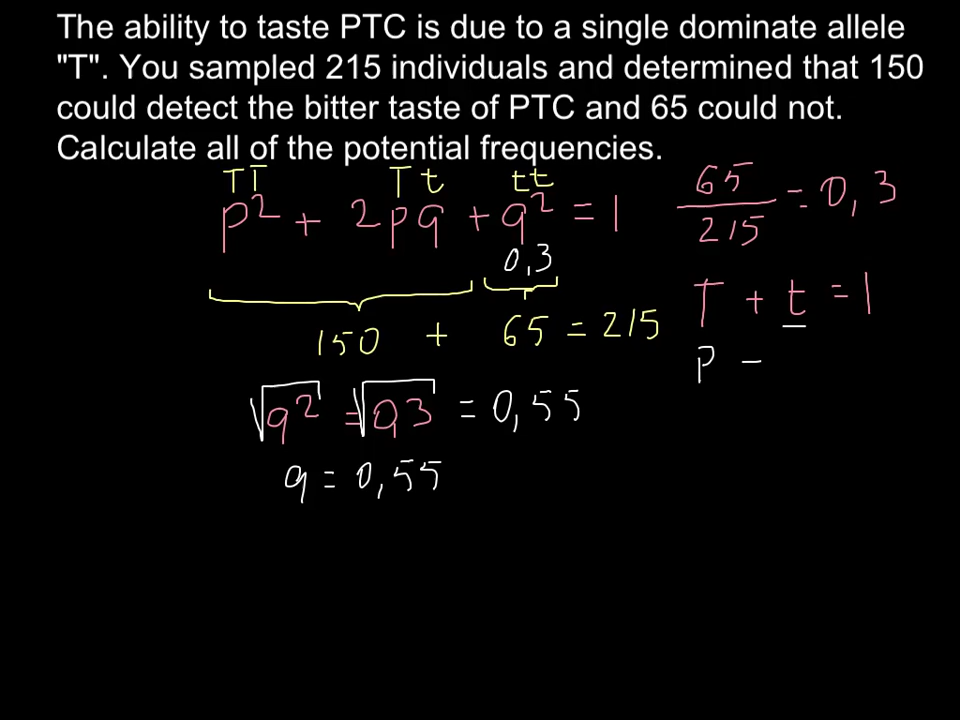 The ability to taste PTC is due to a single dominate allele
"T". You sampled 215 individuals and determined that 150
could detect the bitter taste of PTC and 65 could not.
Calculate all of the potential frequencies.
TT Tt tt
p² + 2pq + q² = 1
65/215 = 0,3
0,3
T + t = 1
150 + 65 = 215
p –
√q² = √0,3 = 0,55
q = 0,55